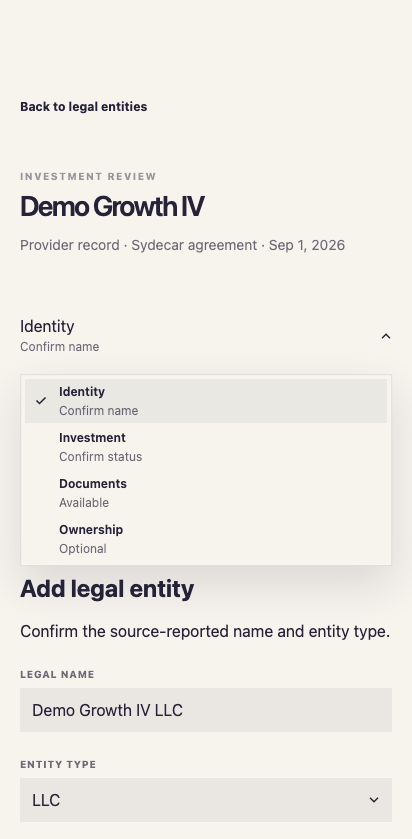 Back to legal entities
INVESTMENT REVIEW
Demo Growth IV
Provider record · Sydecar agreement · Sep 1, 2026
Identity
Confirm name
Identity
Confirm name
Investment
Confirm status
Documents
Available
Ownership
Optional
Add legal entity
Confirm the source-reported name and entity type.
LEGAL NAME
Demo Growth IV LLC
ENTITY TYPE
LLC